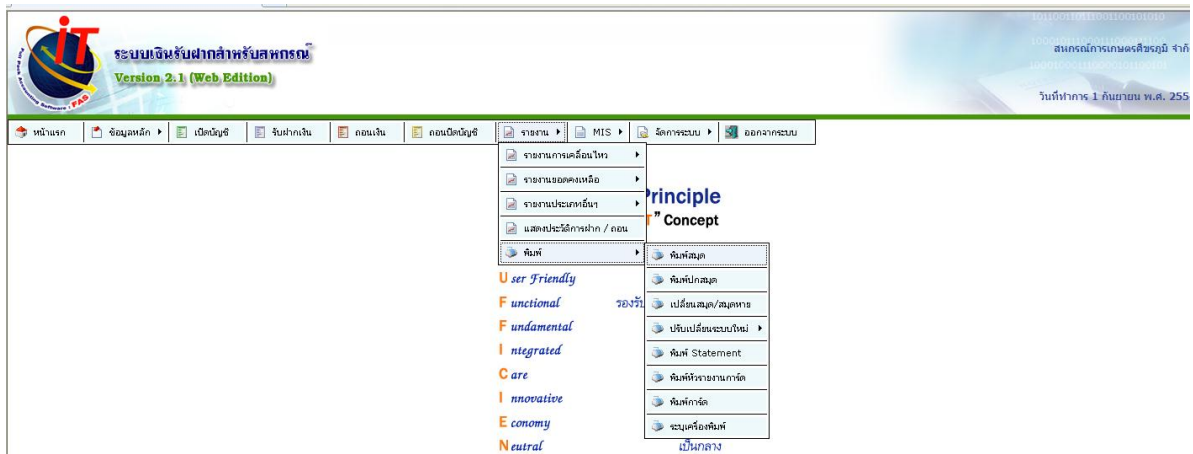 iT
ระบบเงินรับฝากสำหรับสหกรณ์
Version 2.1 (Web Edition)
สหกรณ์การเกษตรศีขรภูมิ จำกั
วันที่ทำการ 1 กันยายน พ.ศ. 255
หน้าแรก ข้อมูลหลัก เปิดบัญชี รับฝากเงิน ถอนเงิน ถอนปิดบัญชี รายงาน MIS จัดการระบบ ออกจากระบบ
รายงานการเคลื่อนไหว
รายงานยอดคงเหลือ
รายงานประเภทอื่นๆ
แสดงประวัติการฝาก / ถอน
พิมพ์
Principle
T" Concept
พิมพ์สมุด
พิมพ์ปกสมุด
เปลี่ยนสมุด/สมุดหาย
ปรับเปลี่ยนระบบใหม่
พิมพ์ Statement
พิมพ์หัวรายงานการ์ด
พิมพ์การ์ด
ระบุเครื่องพิมพ์
User Friendly
Functional รองรั
Fundamental
Integrated
Care
Innovative
Economy
Neutral เป็นกลาง